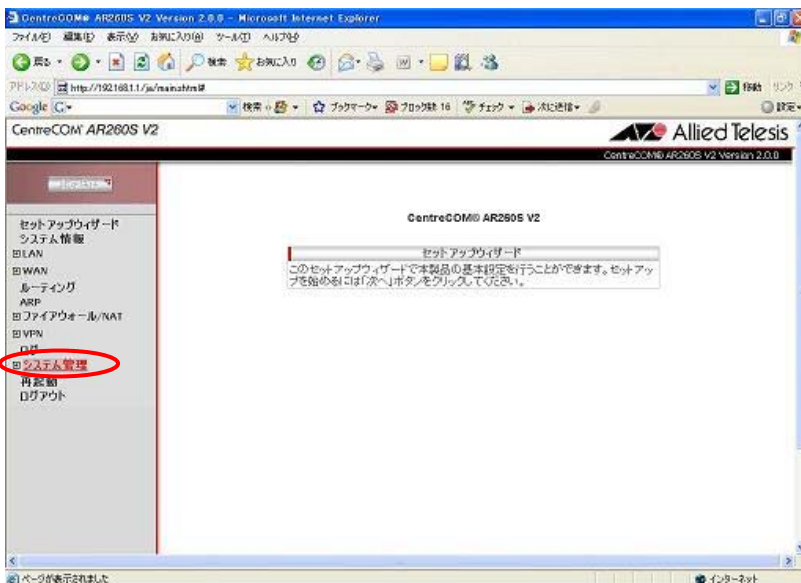 CentreCOM® AR260S V2 Version 2.0.0 - Microsoft Internet Explorer
ファイル(F) 編集(E) 表示(V) お気に入り(A) ツール(T) ヘルプ(H)
戻る 検索 お気に入り
アドレス(D) 移動 リンク
Google 検索 ブックマーク チェック 次に送信 設定
CentreCOM AR260S V2
Allied Telesis
CentreCOM® AR260S V2 Version 2.0.0
セットアップウィザード
システム情報
LAN
WAN
ルーティング
ARP
ファイアウォール/NAT
VPN
ログ
システム管理
再起動
ログアウト
CentreCOM® AR260S V2
セットアップウィザード
このセットアップウィザードで本製品の基本設定を行うことができます。セットアッ
プを始めるには「次へ」ボタンをクリックしてください。
ページが表示されました
インターネット